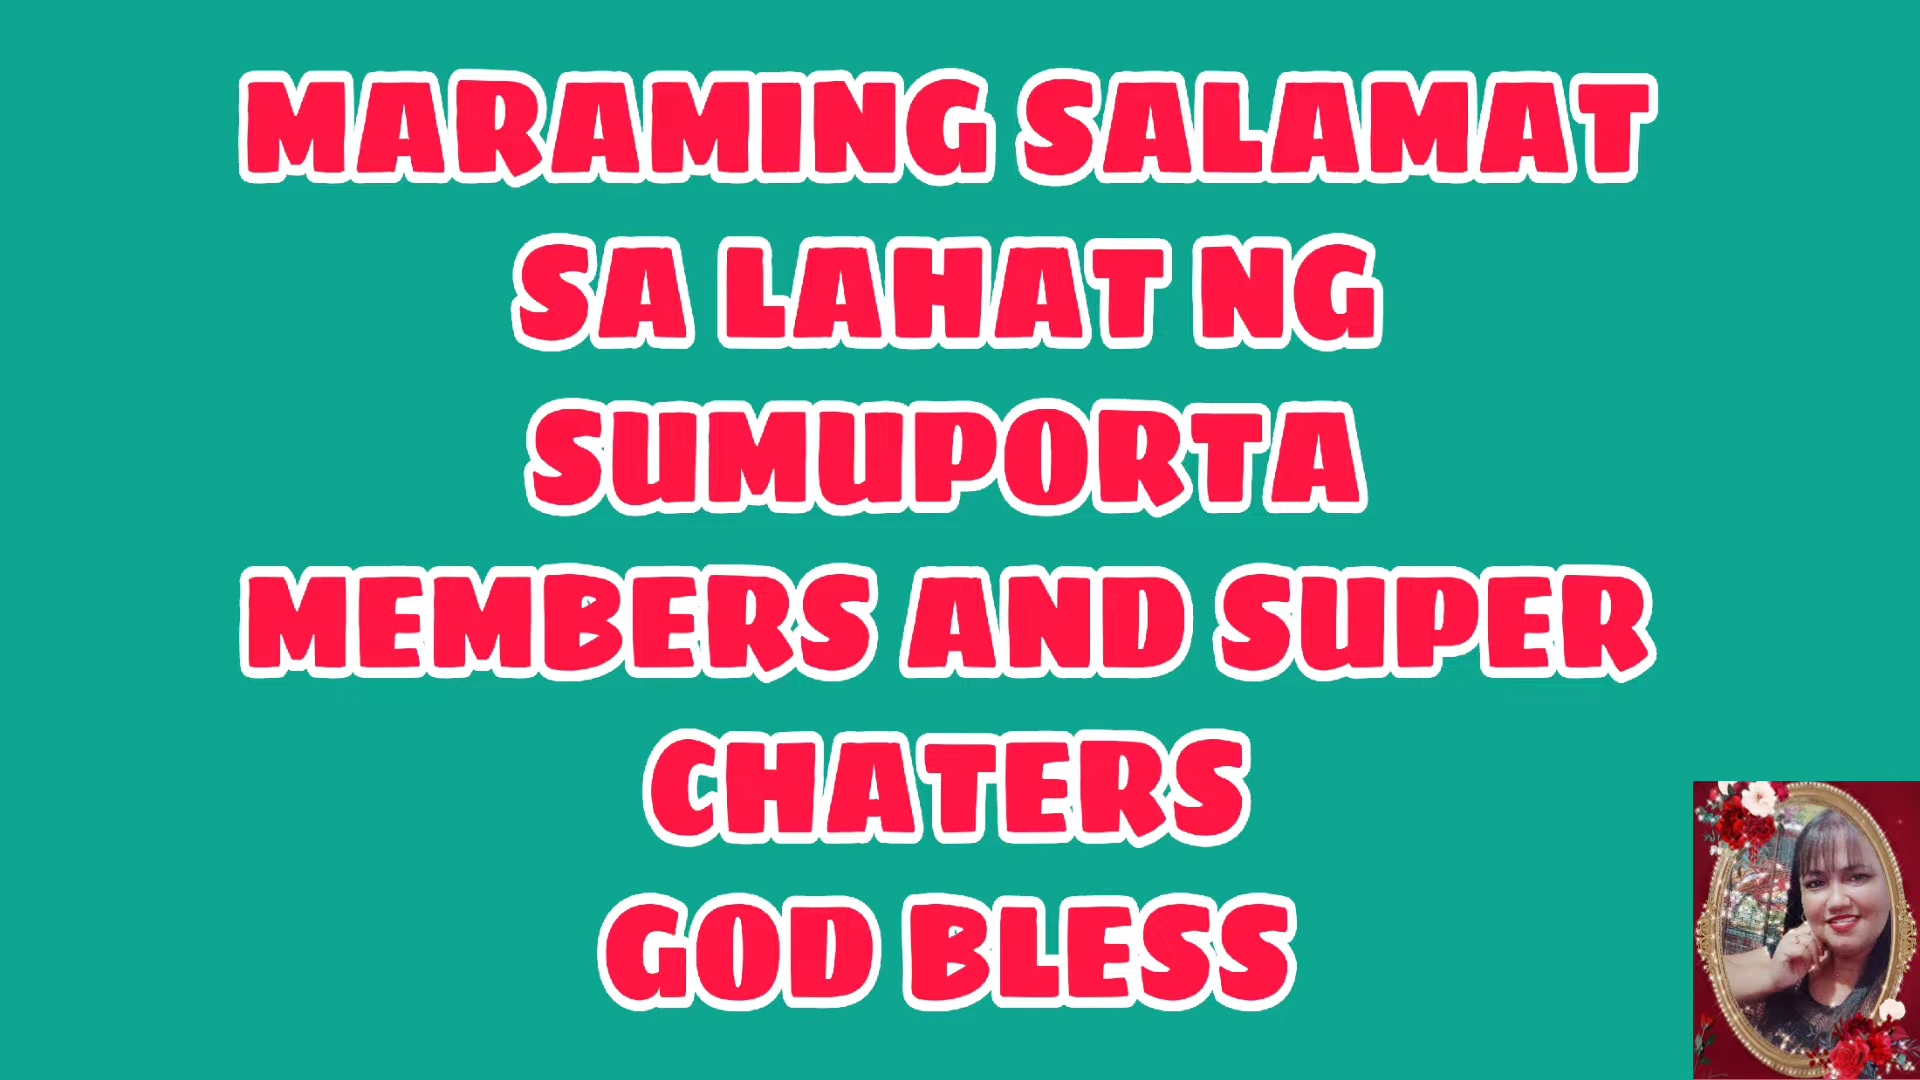 MARAMING SALAMAT
SA LAHAT NG
SUMUPORTA
MEMBERS AND SUPER
CHATERS
GOD BLESS